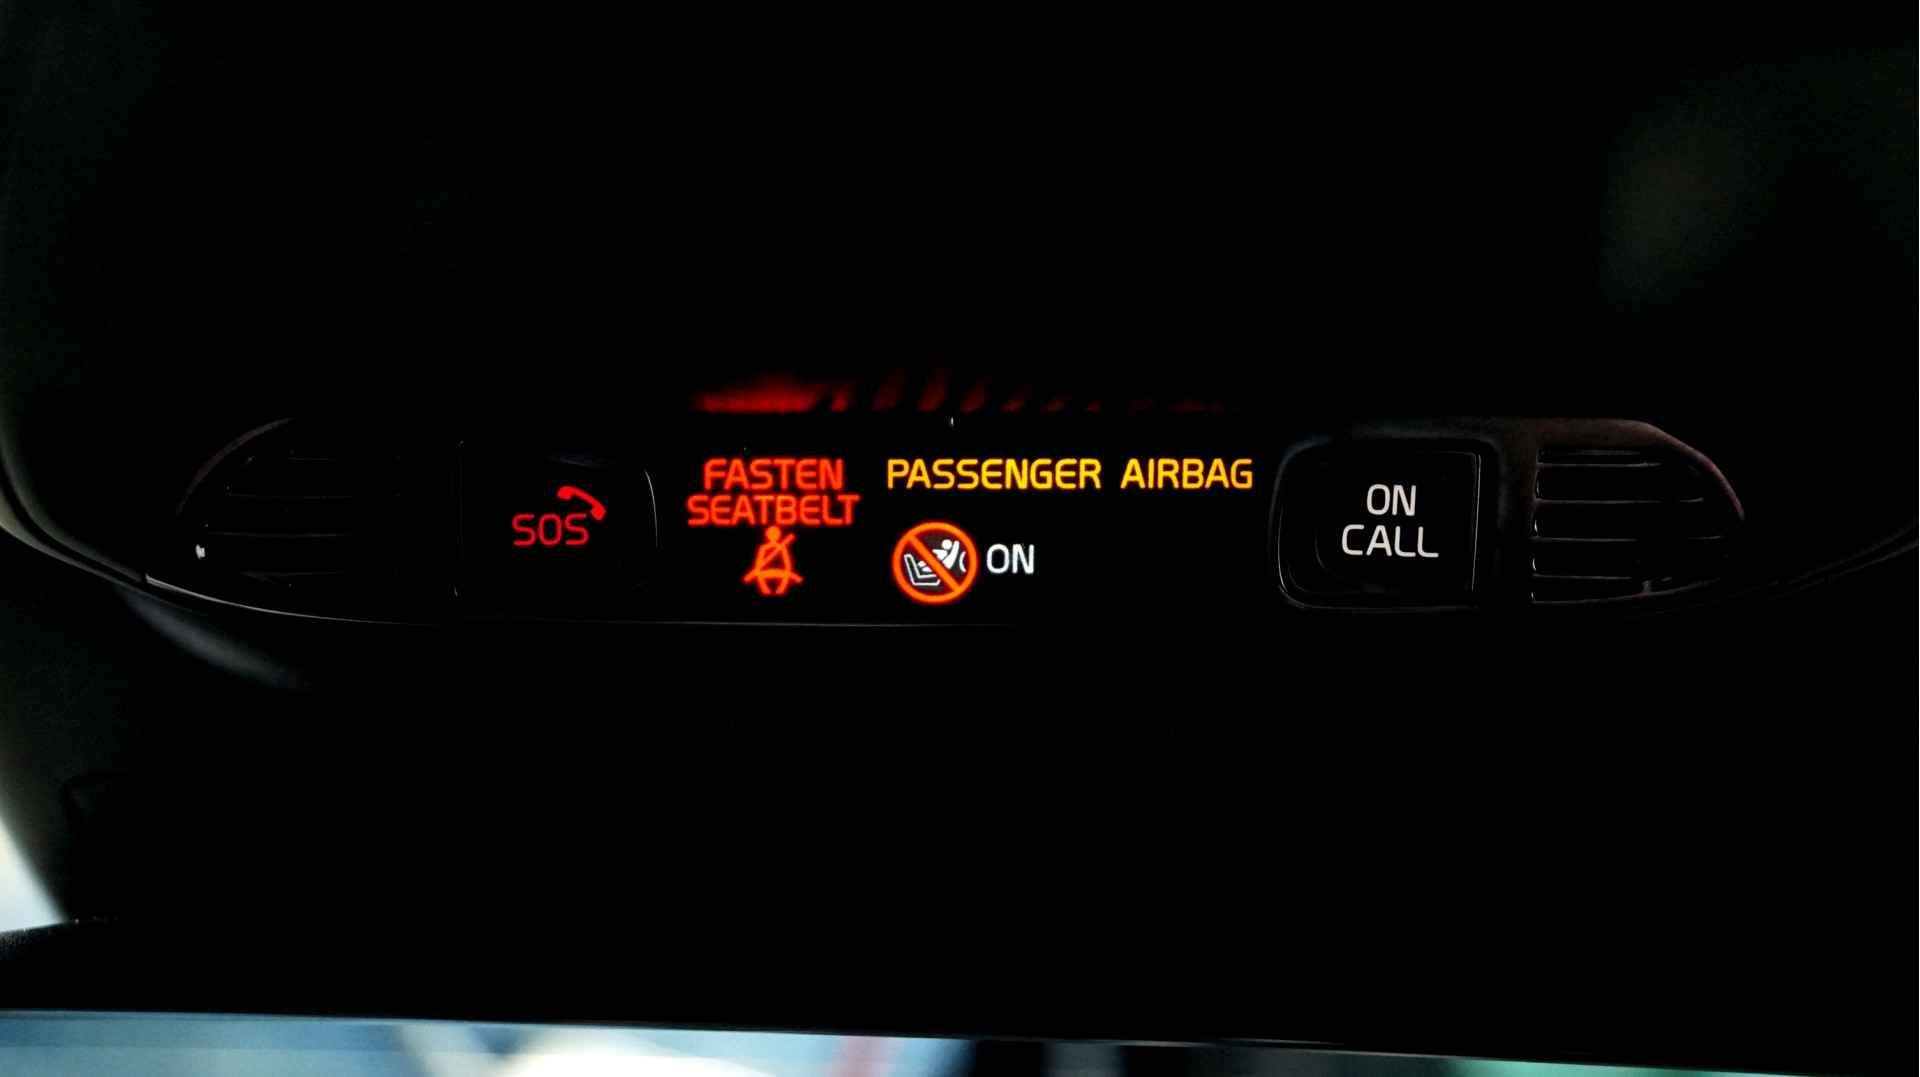 SOS
FASTEN
SEATBELT
PASSENGER AIRBAG
ON
ON
CALL